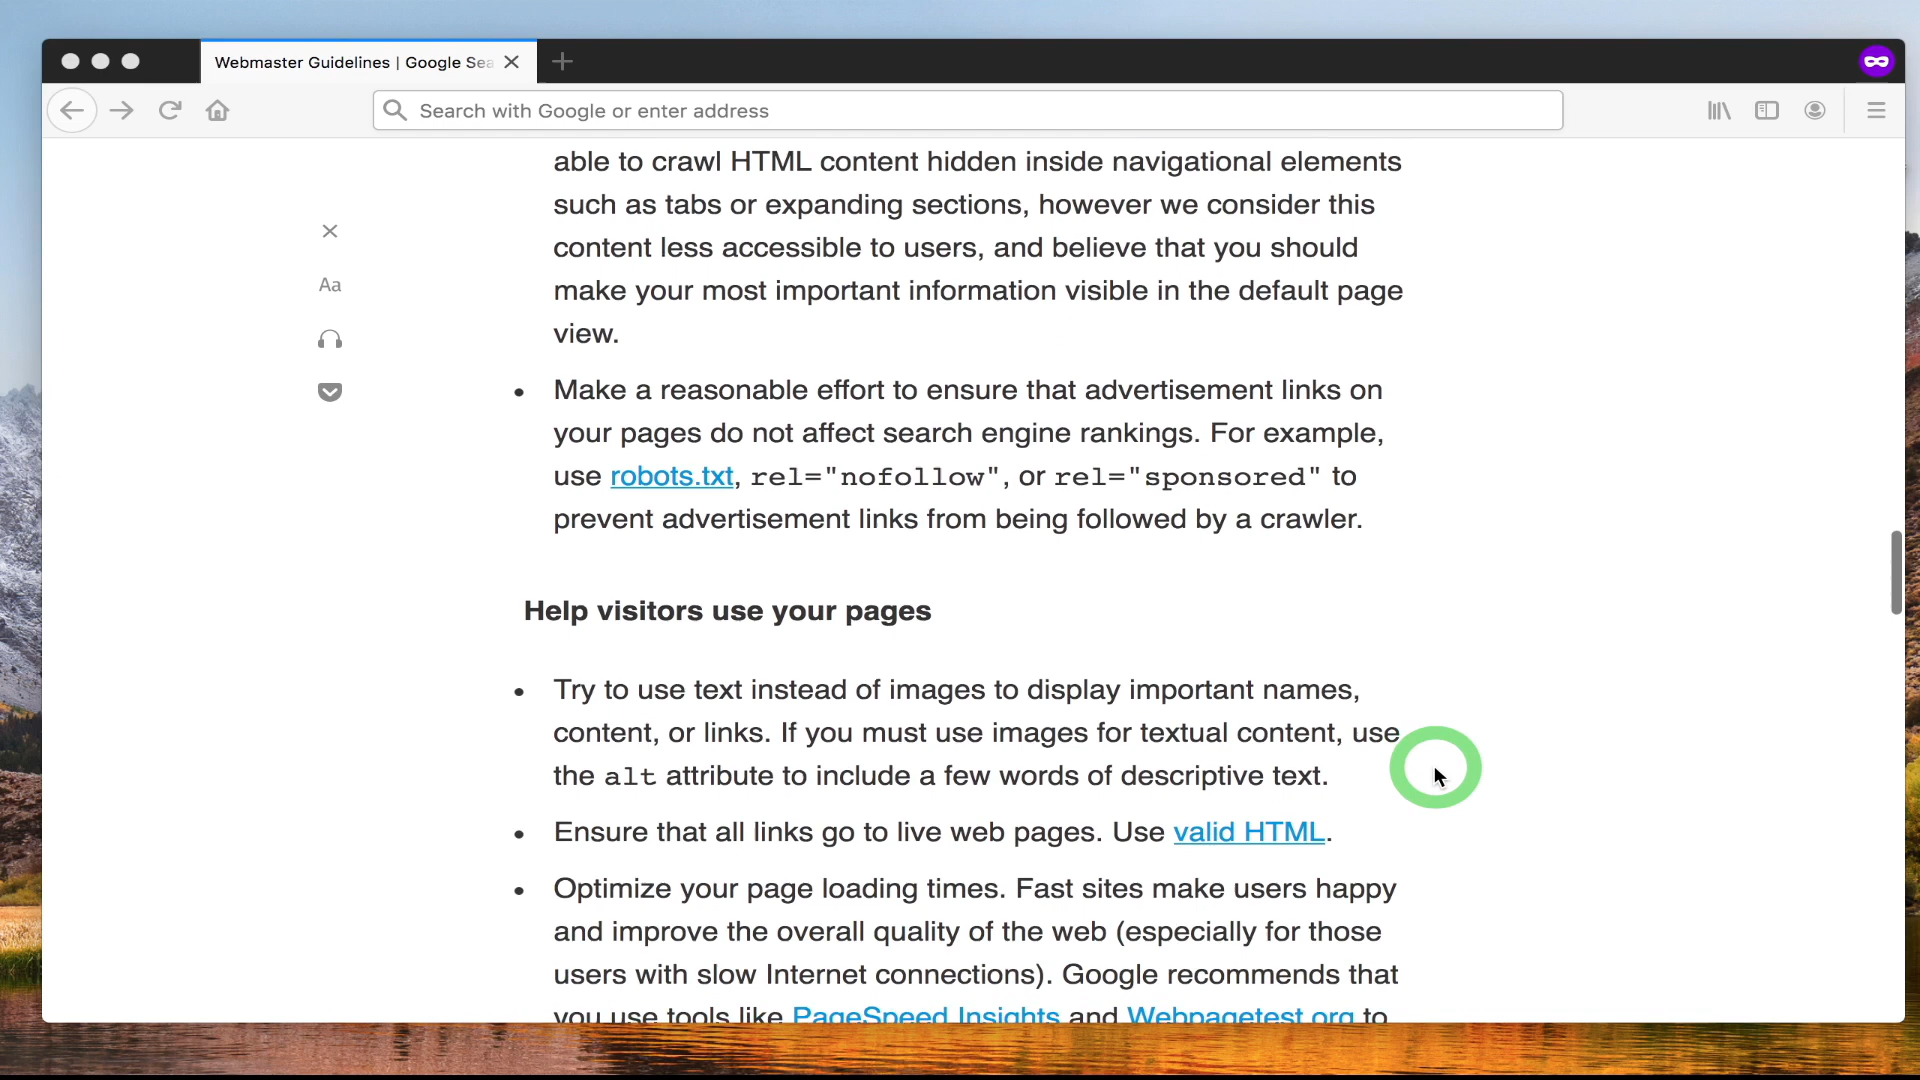 Webmaster Guidelines | Google Sea
Search with Google or enter address
able to crawl HTML content hidden inside navigational elements
such as tabs or expanding sections, however we consider this
content less accessible to users, and believe that you should
make your most important information visible in the default page
view.
Aa
• Make a reasonable effort to ensure that advertisement links on
your pages do not affect search engine rankings. For example,
use robots.txt, rel="nofollow", or rel="sponsored" to
prevent advertisement links from being followed by a crawler.
Help visitors use your pages
• Try to use text instead of images to display important names,
content, or links. If you must use images for textual content, use
the alt attribute to include a few words of descriptive text.
• Ensure that all links go to live web pages. Use valid HTML.
• Optimize your page loading times. Fast sites make users happy
and improve the overall quality of the web (especially for those
users with slow Internet connections). Google recommends that
you use tools like PageSpeed Insights and Webpagetest.org to